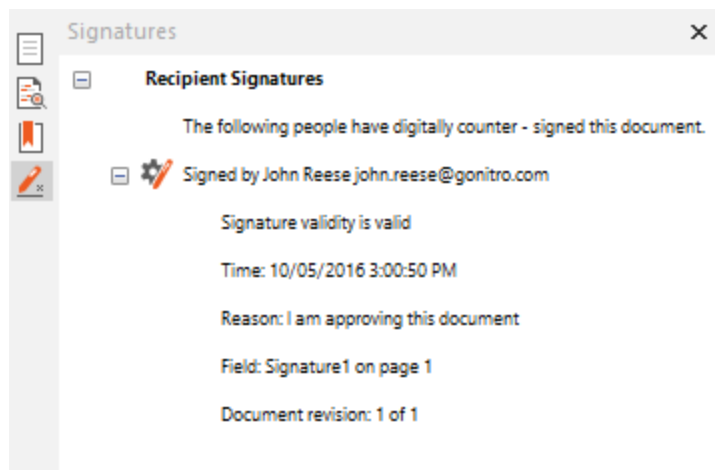 Signatures
Recipient Signatures
The following people have digitally counter - signed this document.
Signed by John Reese john.reese@gonitro.com
Signature validity is valid
Time: 10/05/2016 3:00:50 PM
Reason: I am approving this document
Field: Signature1 on page 1
Document revision: 1 of 1